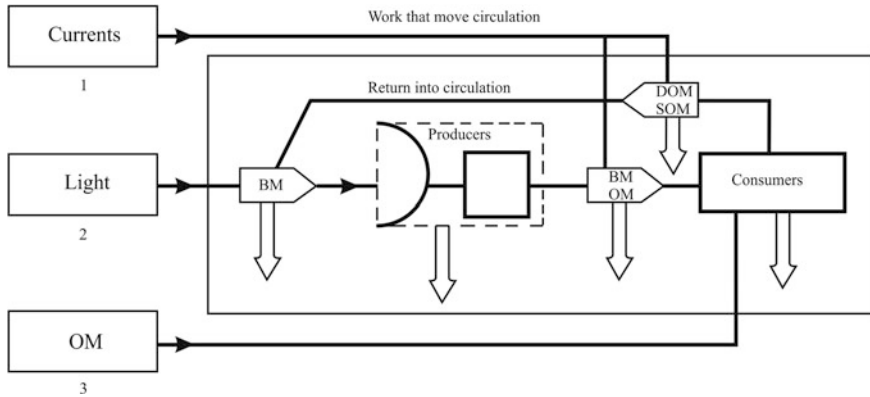 Currents
1
Work that move circulation
Return into circulation
DOM
SOM
Producers
Light
2
BM
BM
OM
Consumers
OM
3